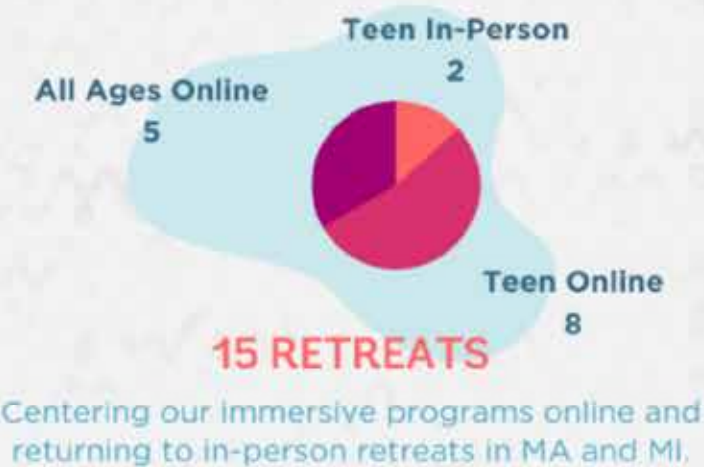 Teen In-Person
2
All Ages Online
5
Teen Online
8
15 RETREATS
Centering our immersive programs online and
returning to in-person retreats in MA and MI.